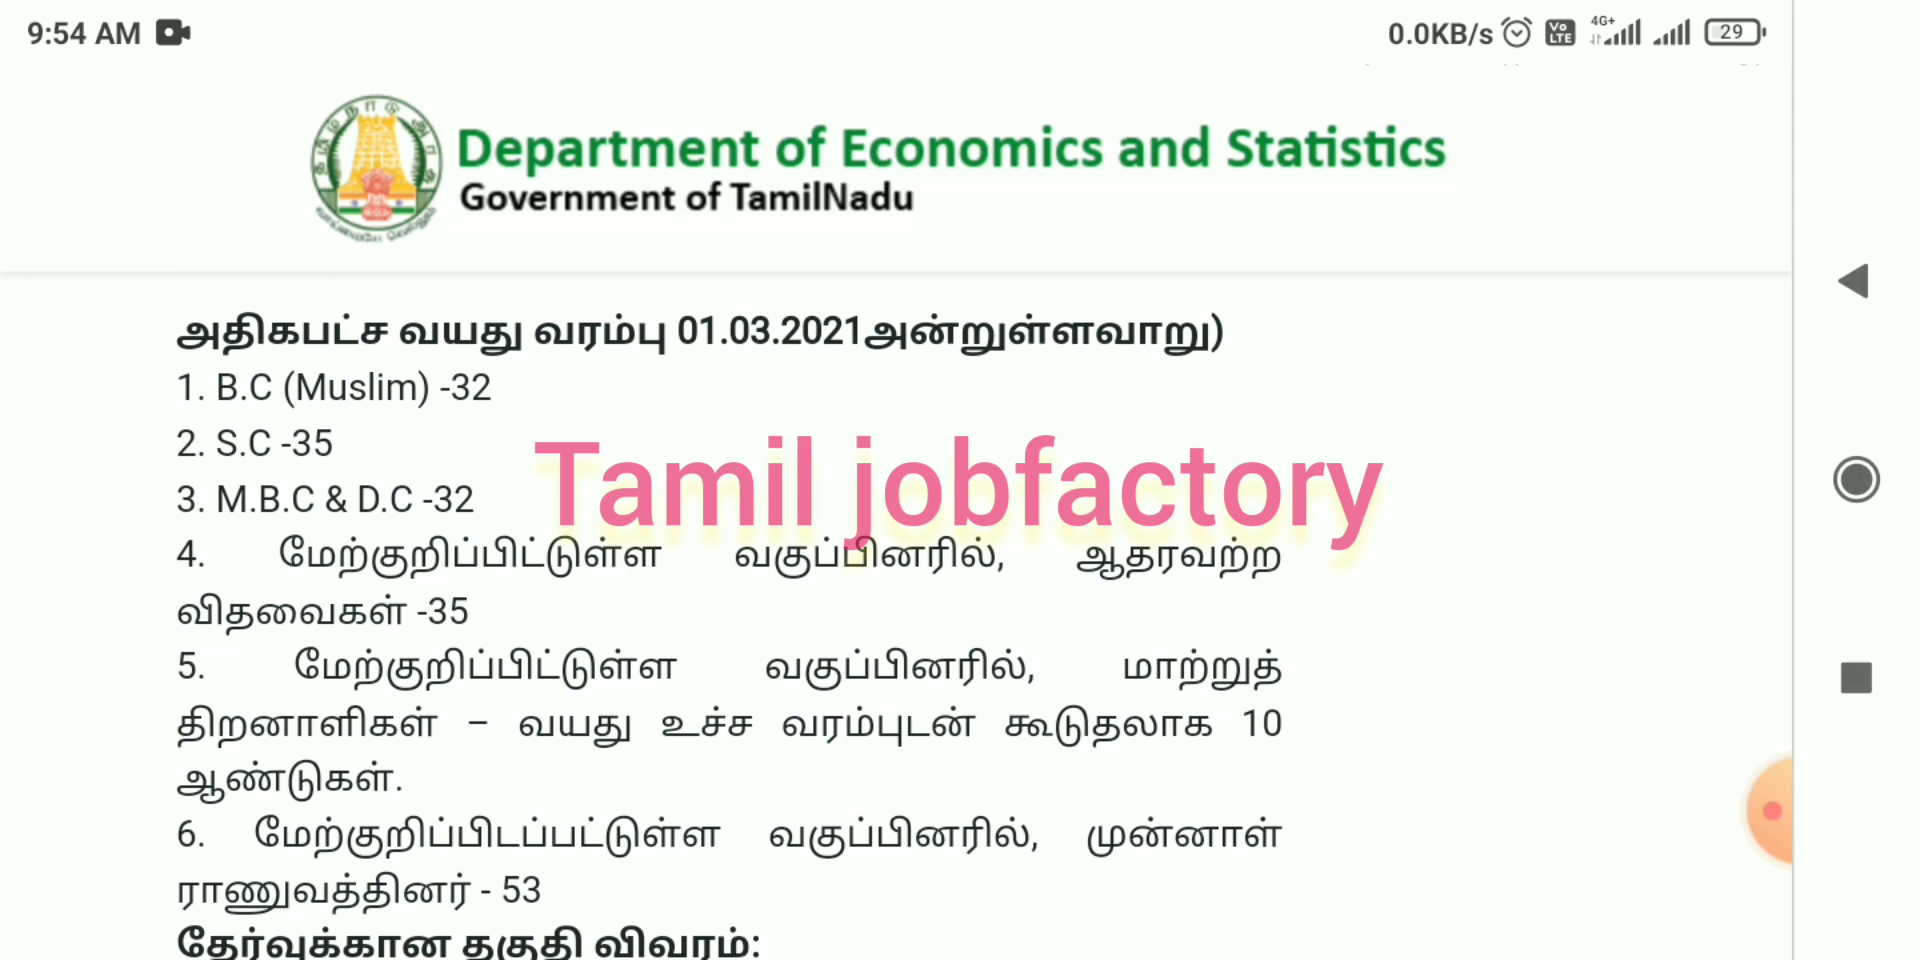 9:54 AM
0.0KB/s Vo LTE 4G+ 29
Department of Economics and Statistics
Government of TamilNadu
அதிகபட்ச வயது வரம்பு 01.03.2021அன்றுள்ளவாறு)
1. B.C (Muslim) -32
2. S.C -35
3. M.B.C & D.C -32
Tamil jobfactory
4. மேற்குறிப்பிட்டுள்ள வகுப்பினரில், ஆதரவற்ற
விதவைகள் -35
5. மேற்குறிப்பிட்டுள்ள வகுப்பினரில், மாற்றுத்
திறனாளிகள் – வயது உச்ச வரம்புடன் கூடுதலாக 10
ஆண்டுகள்.
6. மேற்குறிப்பிடப்பட்டுள்ள வகுப்பினரில், முன்னாள்
ராணுவத்தினர் - 53
தேர்வுக்கான தகுதி விவரம்: